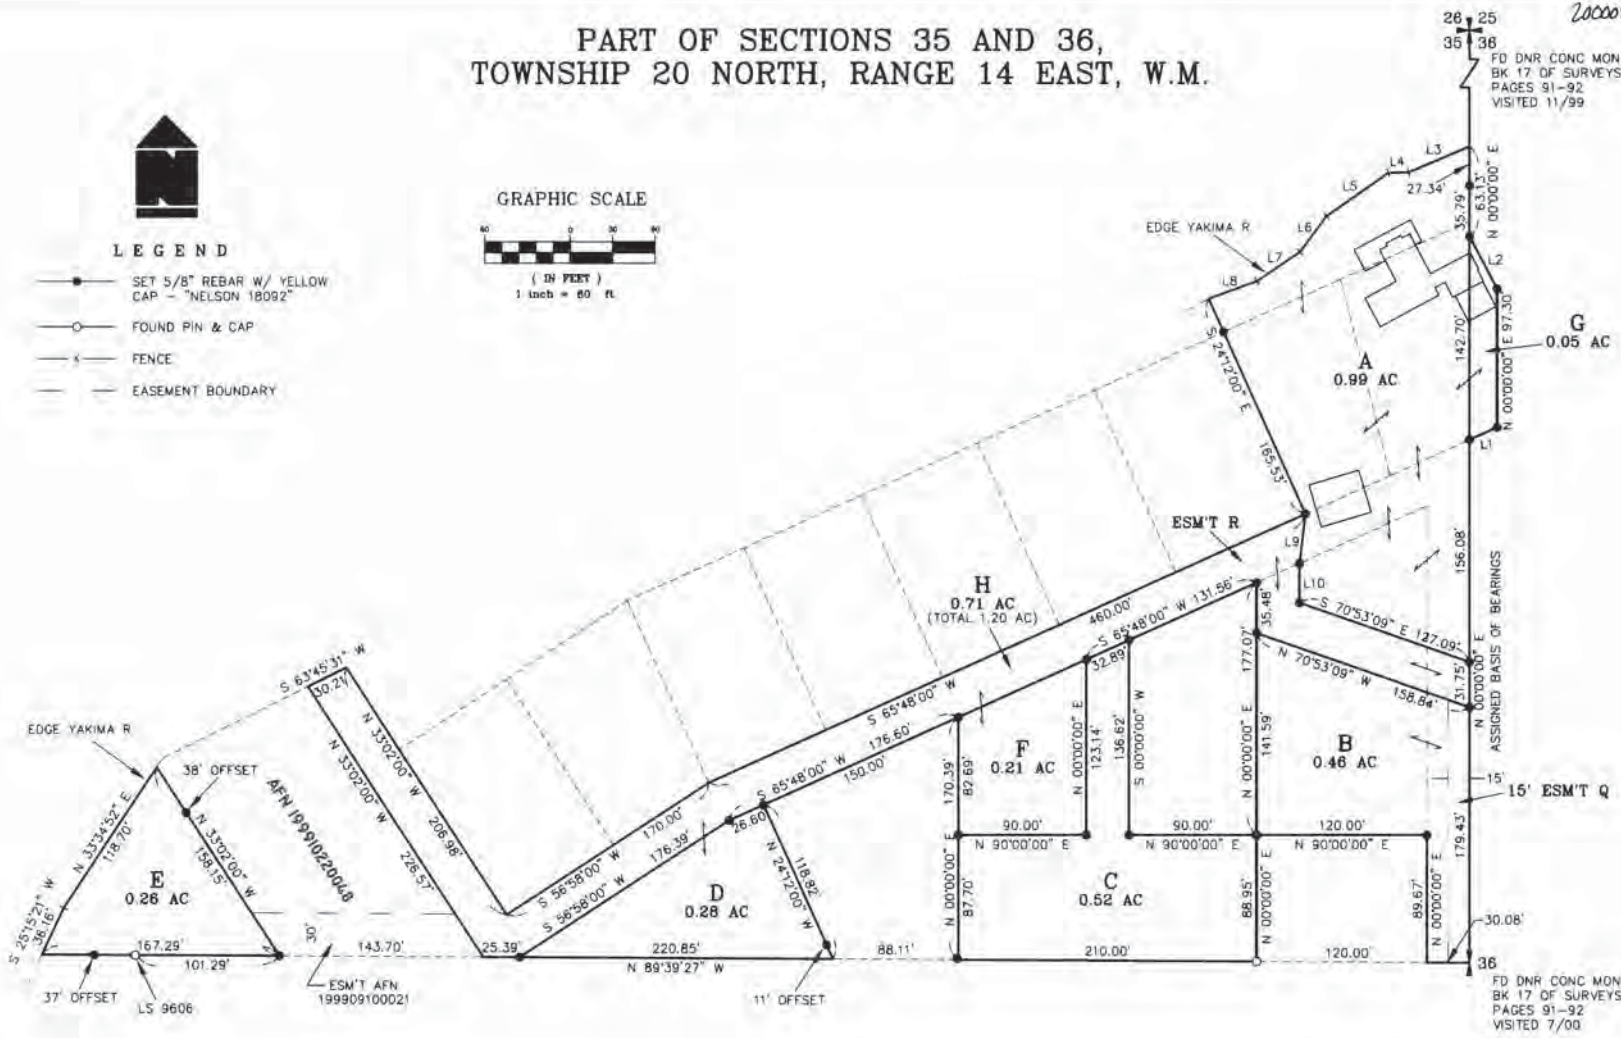 20000
PART OF SECTIONS 35 AND 36,
TOWNSHIP 20 NORTH, RANGE 14 EAST, W.M.
26 25
35 36
FD DNR CONC MON
BK 17 OF SURVEYS
PAGES 91-92
VISITED 11/99
N
LEGEND
SET 5/8" REBAR W/ YELLOW
CAP - "NELSON 18092"
FOUND PIN & CAP
FENCE
EASEMENT BOUNDARY
GRAPHIC SCALE
60 0 30 60
( IN FEET )
1 inch = 60 ft.
L3
L4
L5
L6
L7
L8
27.34'
35.79'
63.13'
N 00°00'00" E
EDGE YAKIMA R
L2
N 00°00'00" E 97.30'
142.70'
G
0.05 AC
A
0.99 AC
S 24°12'00" E
165.53'
L1
ESM'T R
L9
L10
156.08'
ASSIGNED BASIS OF BEARINGS
N 00°00'00" E
H
0.71 AC
(TOTAL 1.20 AC)
460.00'
S 65°48'00" W
S 65°48'00" W 131.56'
32.89'
35.48'
177.07'
S 70°53'09" E 127.09'
N 70°53'09" W
158.84'
31.75'
N 00°00'00" E
S 63°45'31" W
30.21'
N 33°02'00" W
206.98'
N 33°02'00" W
226.57'
176.60'
S 65°48'00" W
150.00'
EDGE YAKIMA R
38' OFFSET
AFN 199910220048
N 33°34'52" E
118.70'
N 33°02'00" W
158.15'
E
0.26 AC
S 25°15'21" W
36.16'
167.29'
101.29'
37' OFFSET
LS 9606
30'
143.70'
ESM'T AFN
199909100021
170.00'
S 56°58'00" W
176.39'
S 56°58'00" W
26.60'
25.39'
D
0.28 AC
118.82'
N 24°12'00" W
220.85'
N 89°39'27" W
11' OFFSET
88.11'
170.39'
82.69'
N 00°00'00" E
87.70'
F
0.21 AC
N 00°00'00" E
123.14'
136.62'
S 00°00'00" W
90.00'
N 90°00'00" E
90.00'
N 90°00'00" E
N 00°00'00" E
141.59'
B
0.46 AC
120.00'
N 90°00'00" E
C
0.52 AC
210.00'
88.95'
N 00°00'00" E
120.00'
89.67'
N 00°00'00" E
15'
15' ESM'T Q
179.43'
30.08'
36
FD DNR CONC MON
BK 17 OF SURVEYS
PAGES 91-92
VISITED 7/00